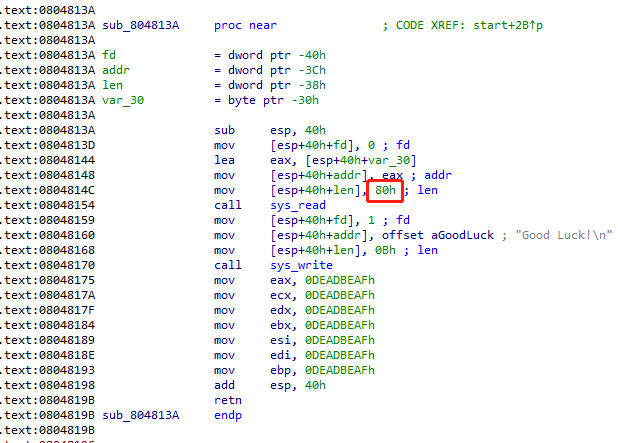 .text:0804813A
.text:0804813A sub_804813A proc near ; CODE XREF: start+2B↑p
.text:0804813A
.text:0804813A fd = dword ptr -40h
.text:0804813A addr = dword ptr -3Ch
.text:0804813A len = dword ptr -38h
.text:0804813A var_30 = byte ptr -30h
.text:0804813A
.text:0804813A sub esp, 40h
.text:0804813D mov [esp+40h+fd], 0 ; fd
.text:08048144 lea eax, [esp+40h+var_30]
.text:08048148 mov [esp+40h+addr], eax ; addr
.text:0804814C mov [esp+40h+len], 80h ; len
.text:08048154 call sys_read
.text:08048159 mov [esp+40h+fd], 1 ; fd
.text:08048160 mov [esp+40h+addr], offset aGoodLuck ; "Good Luck!\n"
.text:08048168 mov [esp+40h+len], 0Bh ; len
.text:08048170 call sys_write
.text:08048175 mov eax, 0DEADBEAFh
.text:0804817A mov ecx, 0DEADBEAFh
.text:0804817F mov edx, 0DEADBEAFh
.text:08048184 mov ebx, 0DEADBEAFh
.text:08048189 mov esi, 0DEADBEAFh
.text:0804818E mov edi, 0DEADBEAFh
.text:08048193 mov ebp, 0DEADBEAFh
.text:08048198 add esp, 40h
.text:0804819B retn
.text:0804819B sub_804813A endp
.text:0804819B